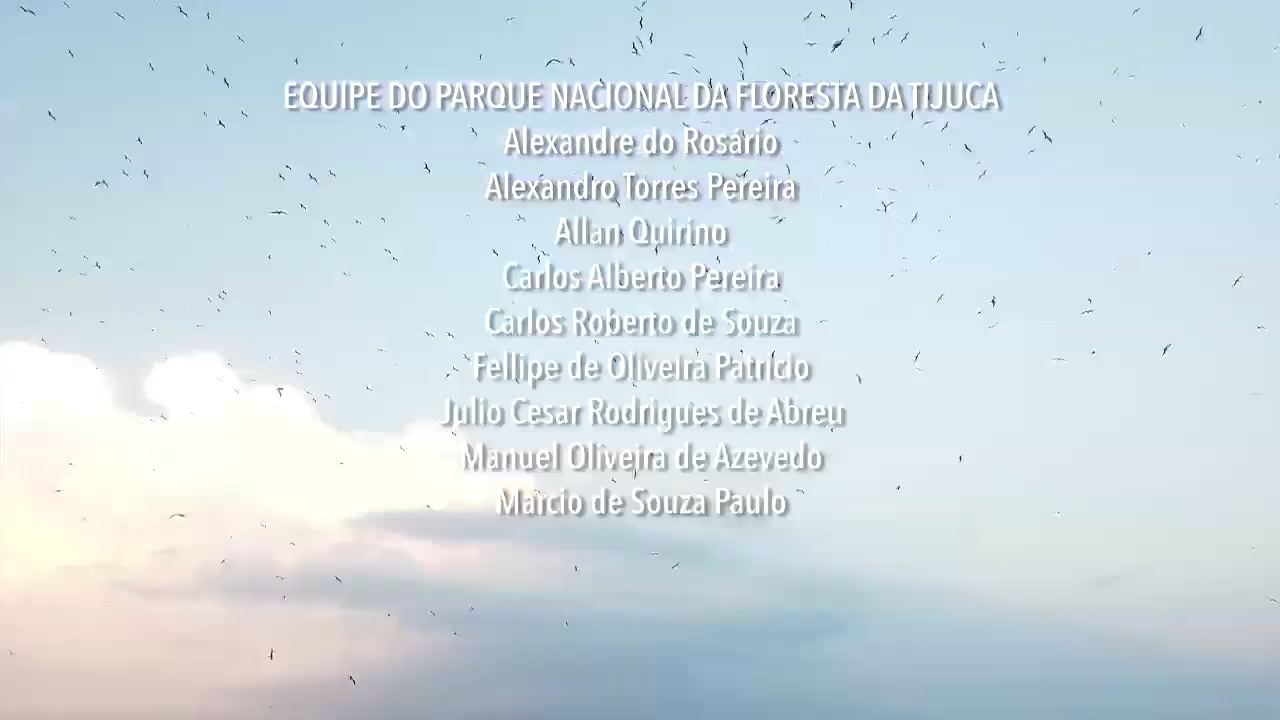 EQUIPE DO PARQUE NACIONAL DA FLORESTA DA TIJUCA
Alexandre do Rosário
Alexandro Torres Pereira
Allan Quirino
Carlos Alberto Pereira
Carlos Roberto de Souza
Fellipe de Oliveira Patrício
Julio Cesar Rodrigues de Abreu
Manuel Oliveira de Azevedo
Marcio de Souza Paulo